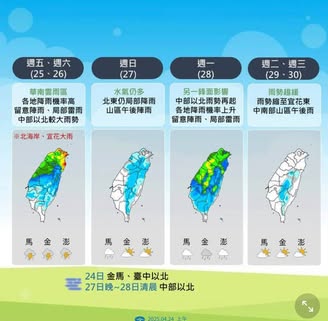 週五、週六
(25、26)
華南雲雨區
各地降雨機率高
留意陣雨、局部雷雨
中部以北較大雨勢
※北海岸、宜花大雨
馬 金 澎
週日
(27)
水氣仍多
北東仍局部降雨
山區午後陣雨
馬 金 澎
週一
(28)
另一鋒面影響
中部以北雨勢再起
各地降雨機率上升
留意陣雨、局部雷雨
馬 金 澎
週二、週三
(29、30)
雨勢趨緩
雨勢縮至宜花東
中南部山區午後雨
馬 金 澎
24日 金馬、臺中以北
27日晚~28日清晨 中部以北
2025.04.24 上午